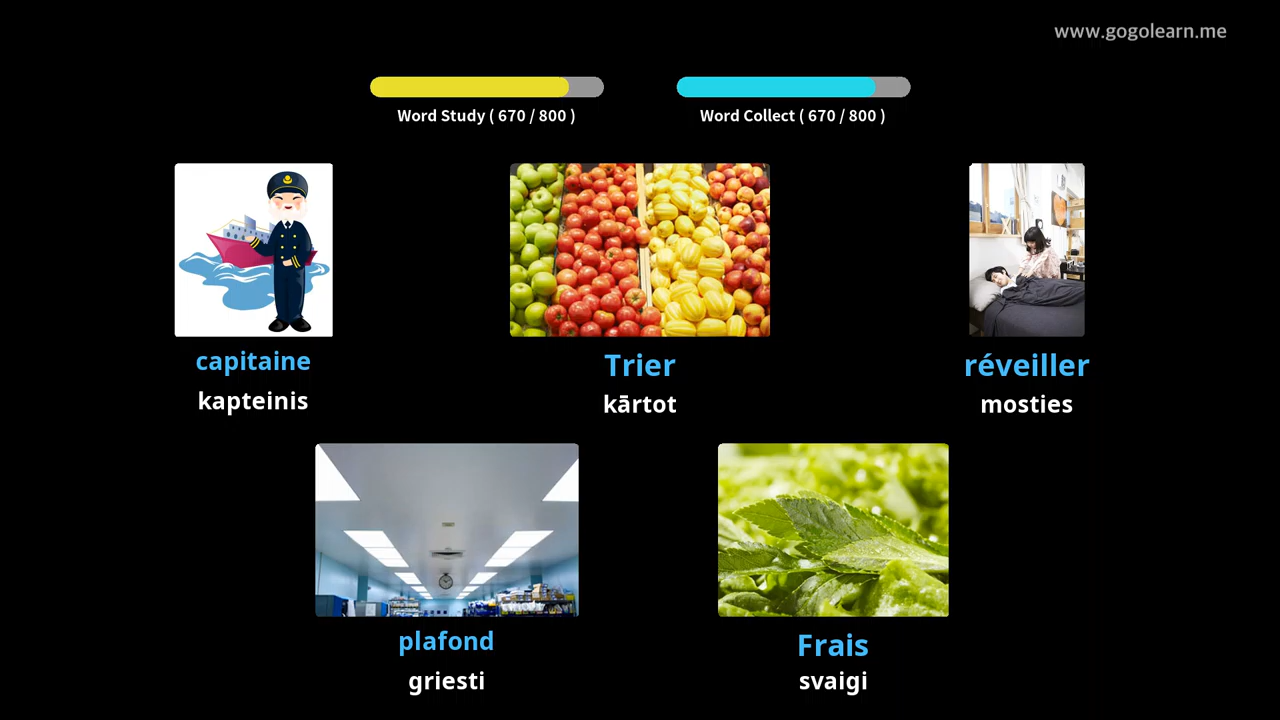 www.gogolearn.me
Word Study ( 670 / 800 )
Word Collect ( 670 / 800 )
capitaine
kapteinis
Trier
kārtot
réveiller
mosties
plafond
griesti
Frais
svaigi